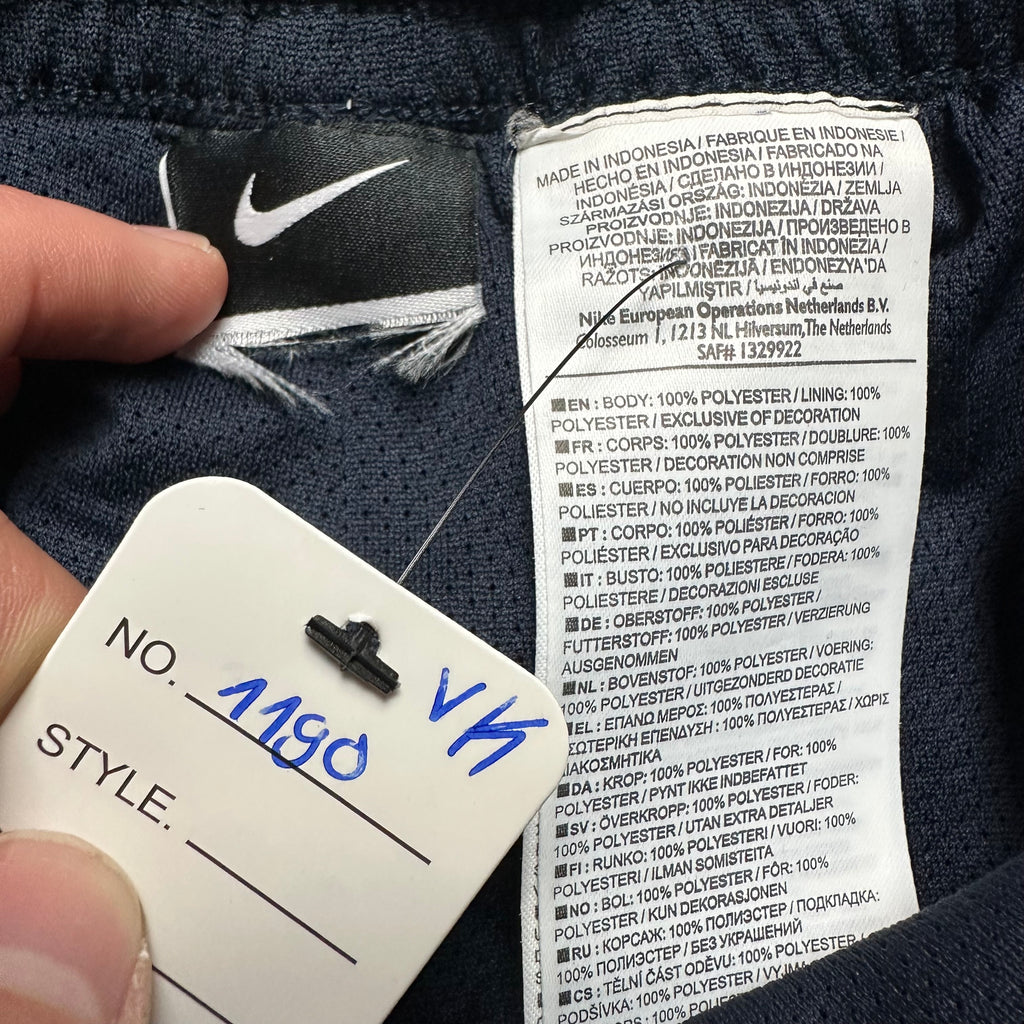 MADE IN INDONESIA / FABRIQUE EN INDONESIE /
HECHO EN INDONESIA / FABRICADO NA
INDONÉSIA / СДЕЛАНО В ИНДОНЕЗИИ /
SZÁRMAZÁSI ORSZÁG: INDONÉZIA / ZEMLJA
PROIZVODNJE: INDONEZIJA / DRŽAVA
PROIZVODNJE: INDONEZIJA / ПРОИЗВЕДЕНО В
ИНДОНЕЗИЯ / FABRICAT ÎN INDONEZIA /
RAŽOTS INDONĒZIJĀ / ENDONEZYA'DA
YAPILMIŞTIR / صنع في اندونيسيا
Nike European Operations Netherlands B.V.
Colosseum 1, 1213 NL Hilversum,The Netherlands
SAF# 1329922
EN : BODY: 100% POLYESTER / LINING: 100%
POLYESTER / EXCLUSIVE OF DECORATION
FR : CORPS: 100% POLYESTER / DOUBLURE: 100%
POLYESTER / DECORATION NON COMPRISE
ES : CUERPO: 100% POLIESTER / FORRO: 100%
POLIESTER / NO INCLUYE LA DECORACION
PT : CORPO: 100% POLIÉSTER / FORRO: 100%
POLIÉSTER / EXCLUSIVO PARA DECORAÇÃO
IT : BUSTO: 100% POLIESTERE / FODERA: 100%
POLIESTERE / DECORAZIONI ESCLUSE
DE : OBERSTOFF: 100% POLYESTER /
FUTTERSTOFF: 100% POLYESTER / VERZIERUNG
AUSGENOMMEN
NL : BOVENSTOF: 100% POLYESTER / VOERING:
100% POLYESTER / UITGEZONDERD DECORATIE
EL : ΕΠΑΝΩ ΜΕΡΟΣ: 100% ΠΟΛΥΕΣΤΕΡΑΣ /
ΕΣΩΤΕΡΙΚΗ ΕΠΕΝΔΥΣΗ : 100% ΠΟΛΥΕΣΤΕΡΑΣ / ΧΩΡΙΣ
ΔΙΑΚΟΣΜΗΤΙΚΑ
DA : KROP: 100% POLYESTER / FOR: 100%
POLYESTER / PYNT IKKE INDBEFATTET
SV : ÖVERKROPP: 100% POLYESTER / FODER:
100% POLYESTER / UTAN EXTRA DETALJER
FI : RUNKO: 100% POLYESTERI / VUORI: 100%
POLYESTERI / ILMAN SOMISTEITA
NO : BOL: 100% POLYESTER / FÔR: 100%
POLYESTER / KUN DEKORASJONEN
RU : КОРСАЖ: 100% ПОЛИЭСТЕР / ПОДКЛАДКА:
100% ПОЛИЭСТЕР / БЕЗ УКРАШЕНИЙ
CS : TĚLNÍ ČÁST ODĚVU: 100% POLYESTER /
PODŠÍVKA: 100%
NO. 1190 VK
STYLE.